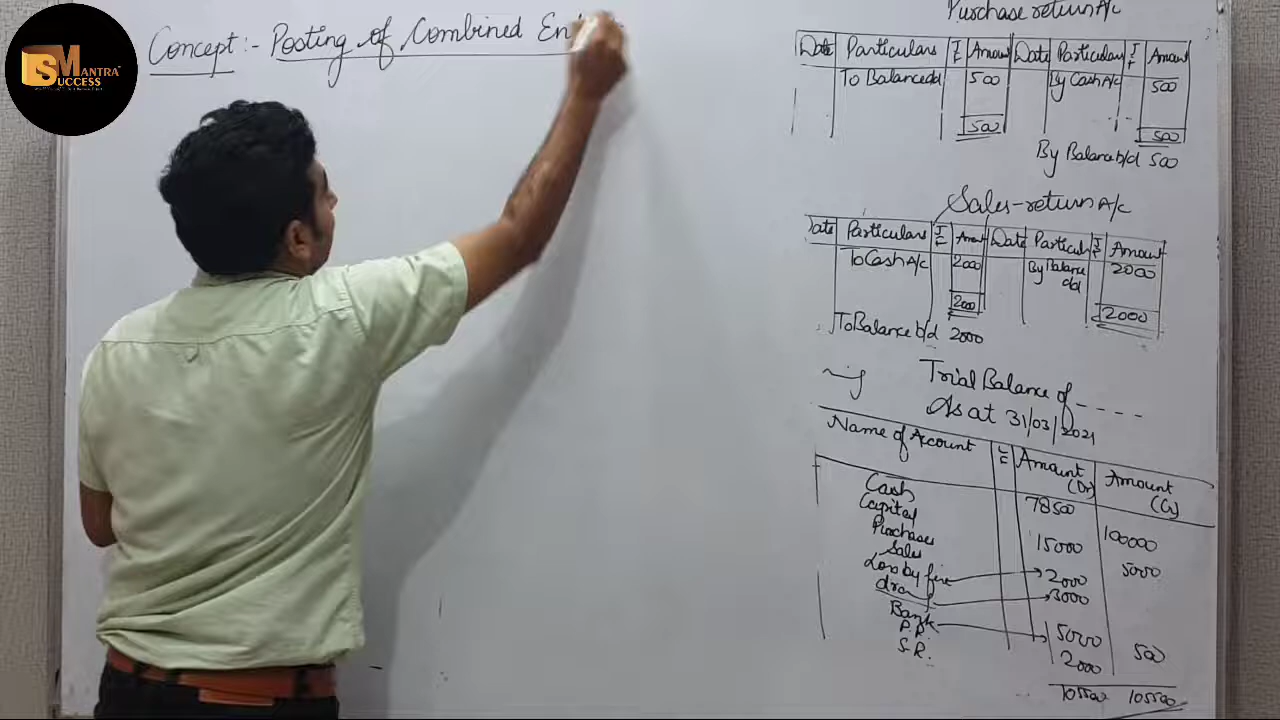 SMANTRA
SUCCESS
Concept:- Posting of Combined En
Purchase return A/c
Date Particulars J F Amount Date Particulars J F Amount
To Balance c/d 500 By Cash A/c 500
500 500
By Balance b/d 500
Sales-return A/c
Date Particulars J F Amount Date Particulars J F Amount
To Cash A/c 2000 By Balance c/d 2000
2000 2000
To Balance b/d 2000
Trial Balance of ----
As at 31/03/2021
Name of Account L F Amount (Dr) Amount (Cr)
Cash 78500
Capital 100000
Purchases 15000
Sales 5000
Loss by fire 2000
draw 3000
Bank 5000
P.R. 500
S.R. 2000
105500 105500